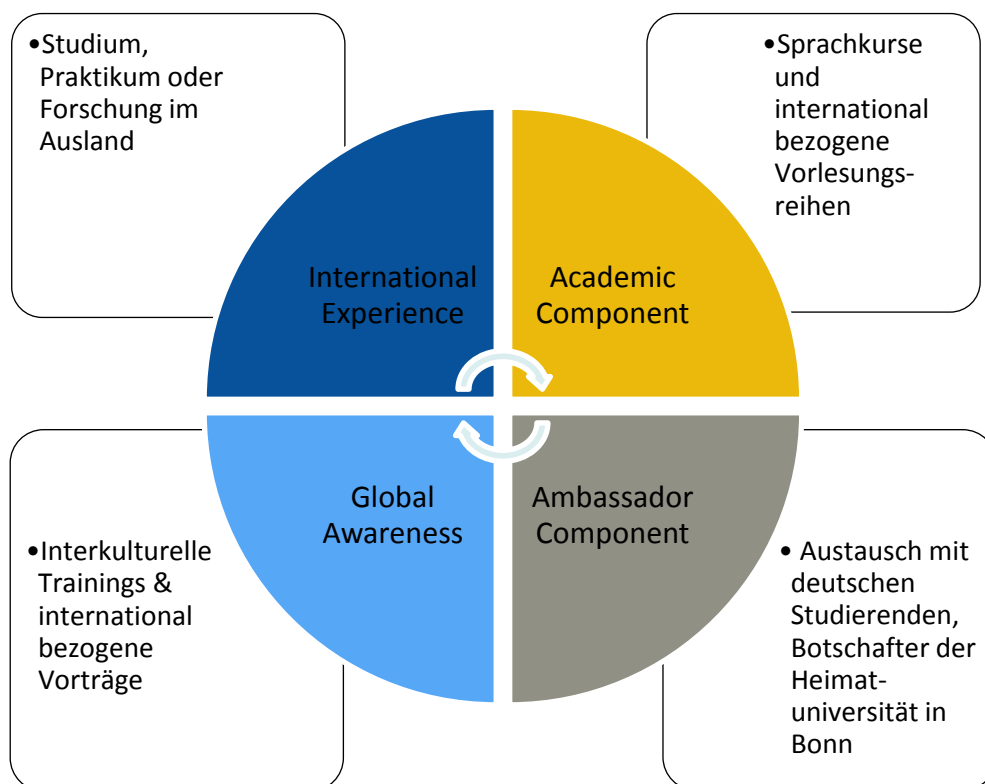 •Studium,
Praktikum oder
Forschung im
Ausland
•Sprachkurse
und
international
bezogene
Vorlesungs-
reihen
International
Experience
Academic
Component
Global
Awareness
Ambassador
Component
•Interkulturelle
Trainings &
international
bezogene
Vorträge
• Austausch mit
deutschen
Studierenden,
Botschafter der
Heimat-
universität in
Bonn